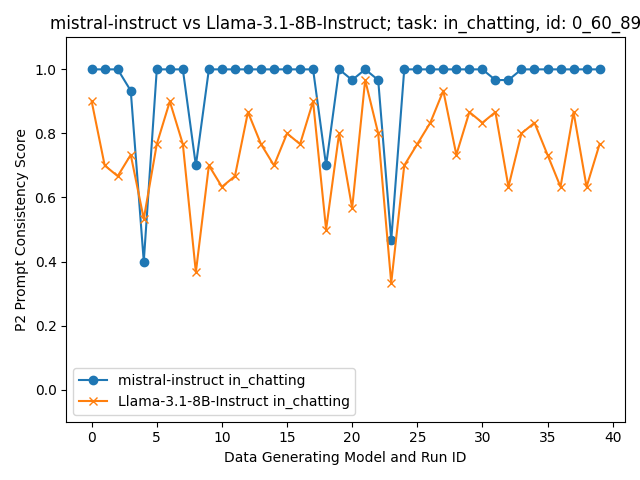 mistral-instruct vs Llama-3.1-8B-Instruct; task: in_chatting, id: 0_60_89
1.0
0.8
0.6
0.4
0.2
0.0
P2 Prompt Consistency Score
mistral-instruct in_chatting
Llama-3.1-8B-Instruct in_chatting
0 5 10 15 20 25 30 35 40
Data Generating Model and Run ID